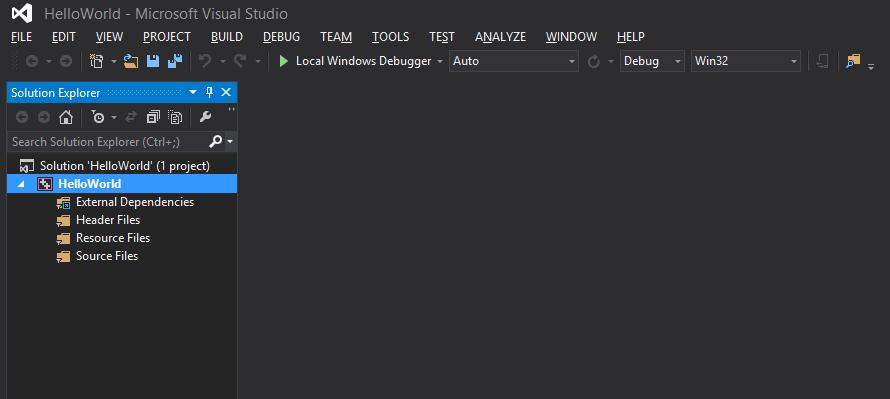 HelloWorld - Microsoft Visual Studio
FILE EDIT VIEW PROJECT BUILD DEBUG TEAM TOOLS TEST ANALYZE WINDOW HELP
Local Windows Debugger Auto Debug Win32
Solution Explorer
Search Solution Explorer (Ctrl+;)
Solution 'HelloWorld' (1 project)
HelloWorld
External Dependencies
Header Files
Resource Files
Source Files